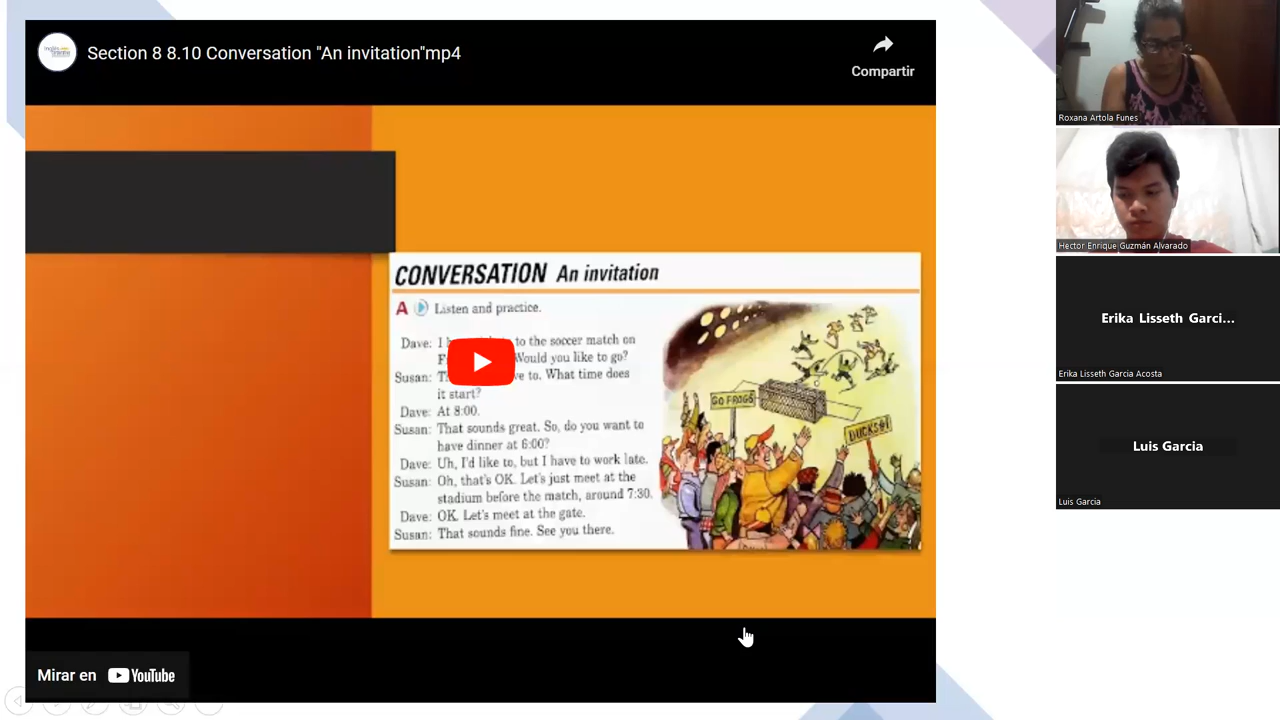 Section 8 8.10 Conversation "An invitation"mp4
Compartir
CONVERSATION An invitation
A Listen and practice.
Dave: I to the soccer match on
Would you like to go?
Susan: to. What time does
it start?
Dave: At 8:00.
Susan: That sounds great. So, do you want to
have dinner at 6:00?
Dave: Uh, I'd like to, but I have to work late.
Susan: Oh, that's OK. Let's just meet at the
stadium before the match, around 7:30.
Dave: OK. Let's meet at the gate.
Susan: That sounds fine. See you there.
GO FROGS
DUCKS #1
Mirar en YouTube
Roxana Artola Funes
Hector Enrique Guzmán Alvarado
Erika Lisseth Garci...
Erika Lisseth Garcia Acosta
Luis Garcia
Luis Garcia